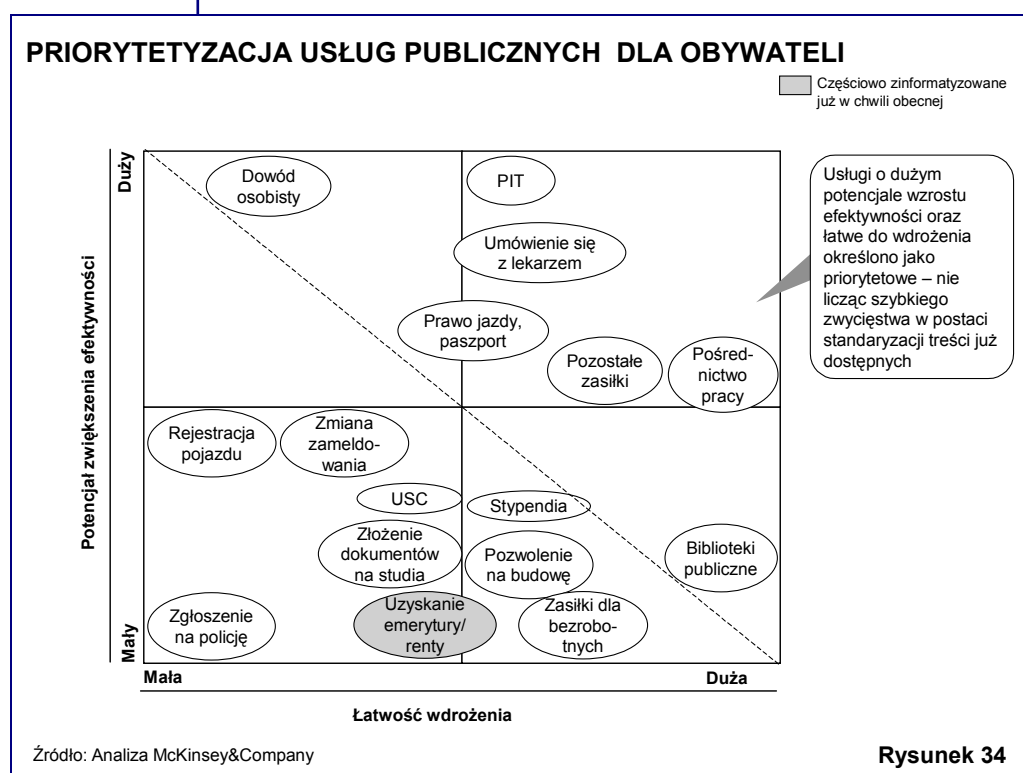 PRIORYTETYZACJA USŁUG PUBLICZNYCH DLA OBYWATELI
Częściowo zinformatyzowane
już w chwili obecnej
Potencjał zwiększenia efektywności
Duży
Mały
Dowód
osobisty
PIT
Umówienie się
z lekarzem
Prawo jazdy,
paszport
Pozostałe
zasiłki
Pośred-
nictwo
pracy
Usługi o dużym
potencjale wzrostu
efektywności oraz
łatwe do wdrożenia
określono jako
priorytetowe – nie
licząc szybkiego
zwycięstwa w postaci
standaryzacji treści już
dostępnych
Rejestracja
pojazdu
Zmiana
zameldo-
wania
USC
Stypendia
Złożenie
dokumentów
na studia
Pozwolenie
na budowę
Biblioteki
publiczne
Zgłoszenie
na policję
Uzyskanie
emerytury/
renty
Zasiłki dla
bezrobo-
tnych
Mała
Duża
Łatwość wdrożenia
Źródło: Analiza McKinsey&Company
Rysunek 34